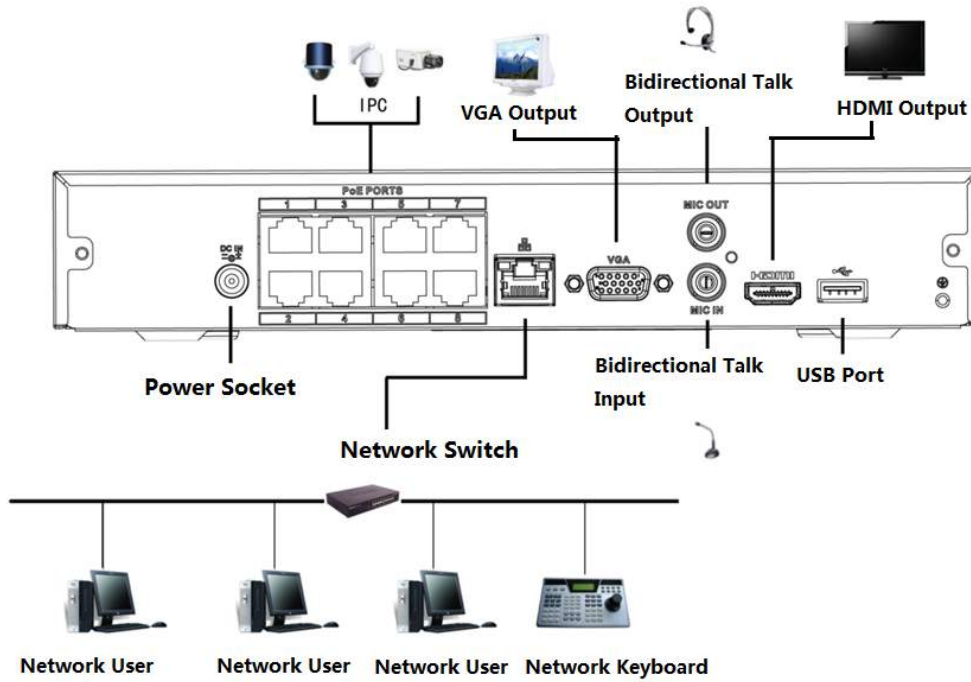 IPC
VGA Output
Bidirectional Talk
Output
HDMI Output
PoE PORTS
1 3 5 7
MIC OUT
DC IN
VGA
HDMI
2 4 6 8
MIC IN
Power Socket
Bidirectional Talk
Input
USB Port
Network Switch
Network User
Network User
Network User
Network Keyboard